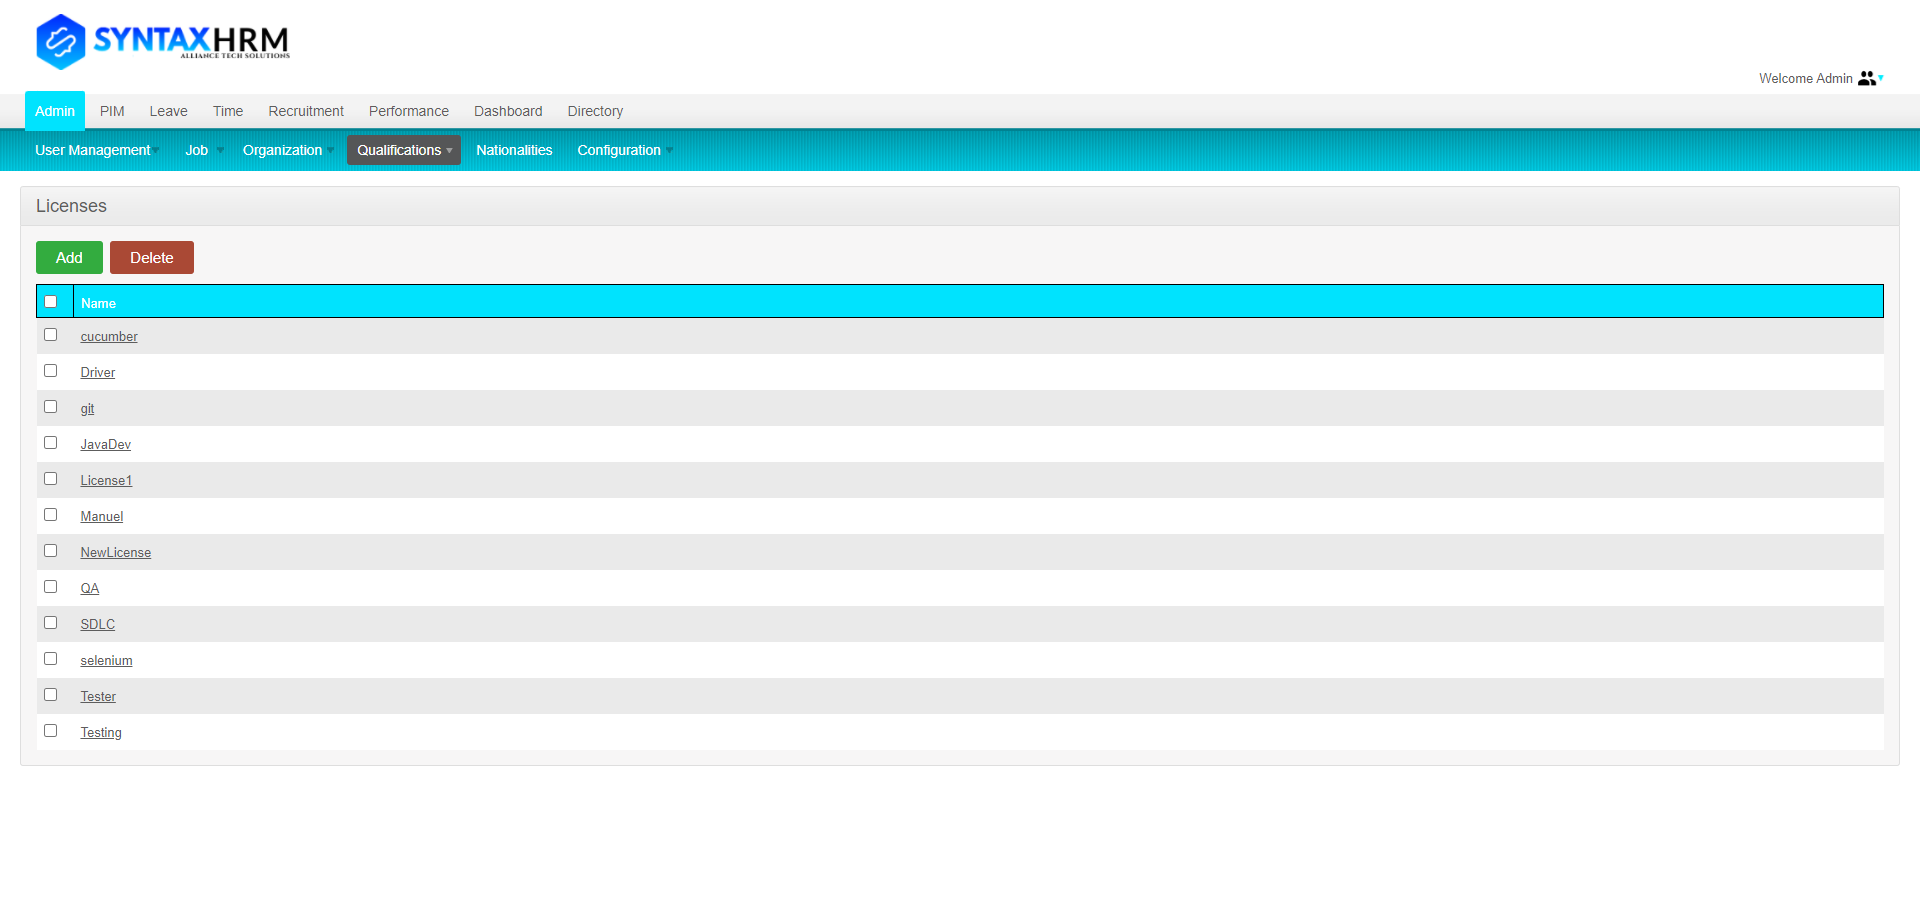 SYNTAXHRM
ALLIANCE TECH SOLUTIONS
Welcome Admin
Admin PIM Leave Time Recruitment Performance Dashboard Directory
User Management Job Organization Qualifications Nationalities Configuration
Licenses
Add Delete
Name
cucumber
Driver
git
JavaDev
License1
Manuel
NewLicense
QA
SDLC
selenium
Tester
Testing